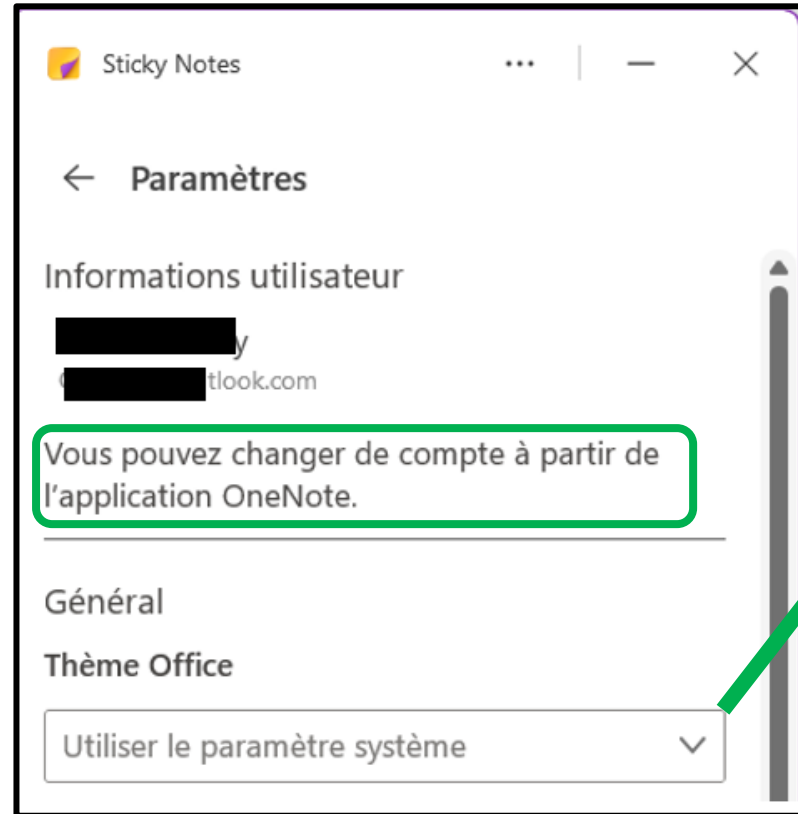 Sticky Notes
Paramètres
Informations utilisateur
y
tlook.com
Vous pouvez changer de compte à partir de
l’application OneNote.
Général
Thème Office
Utiliser le paramètre système